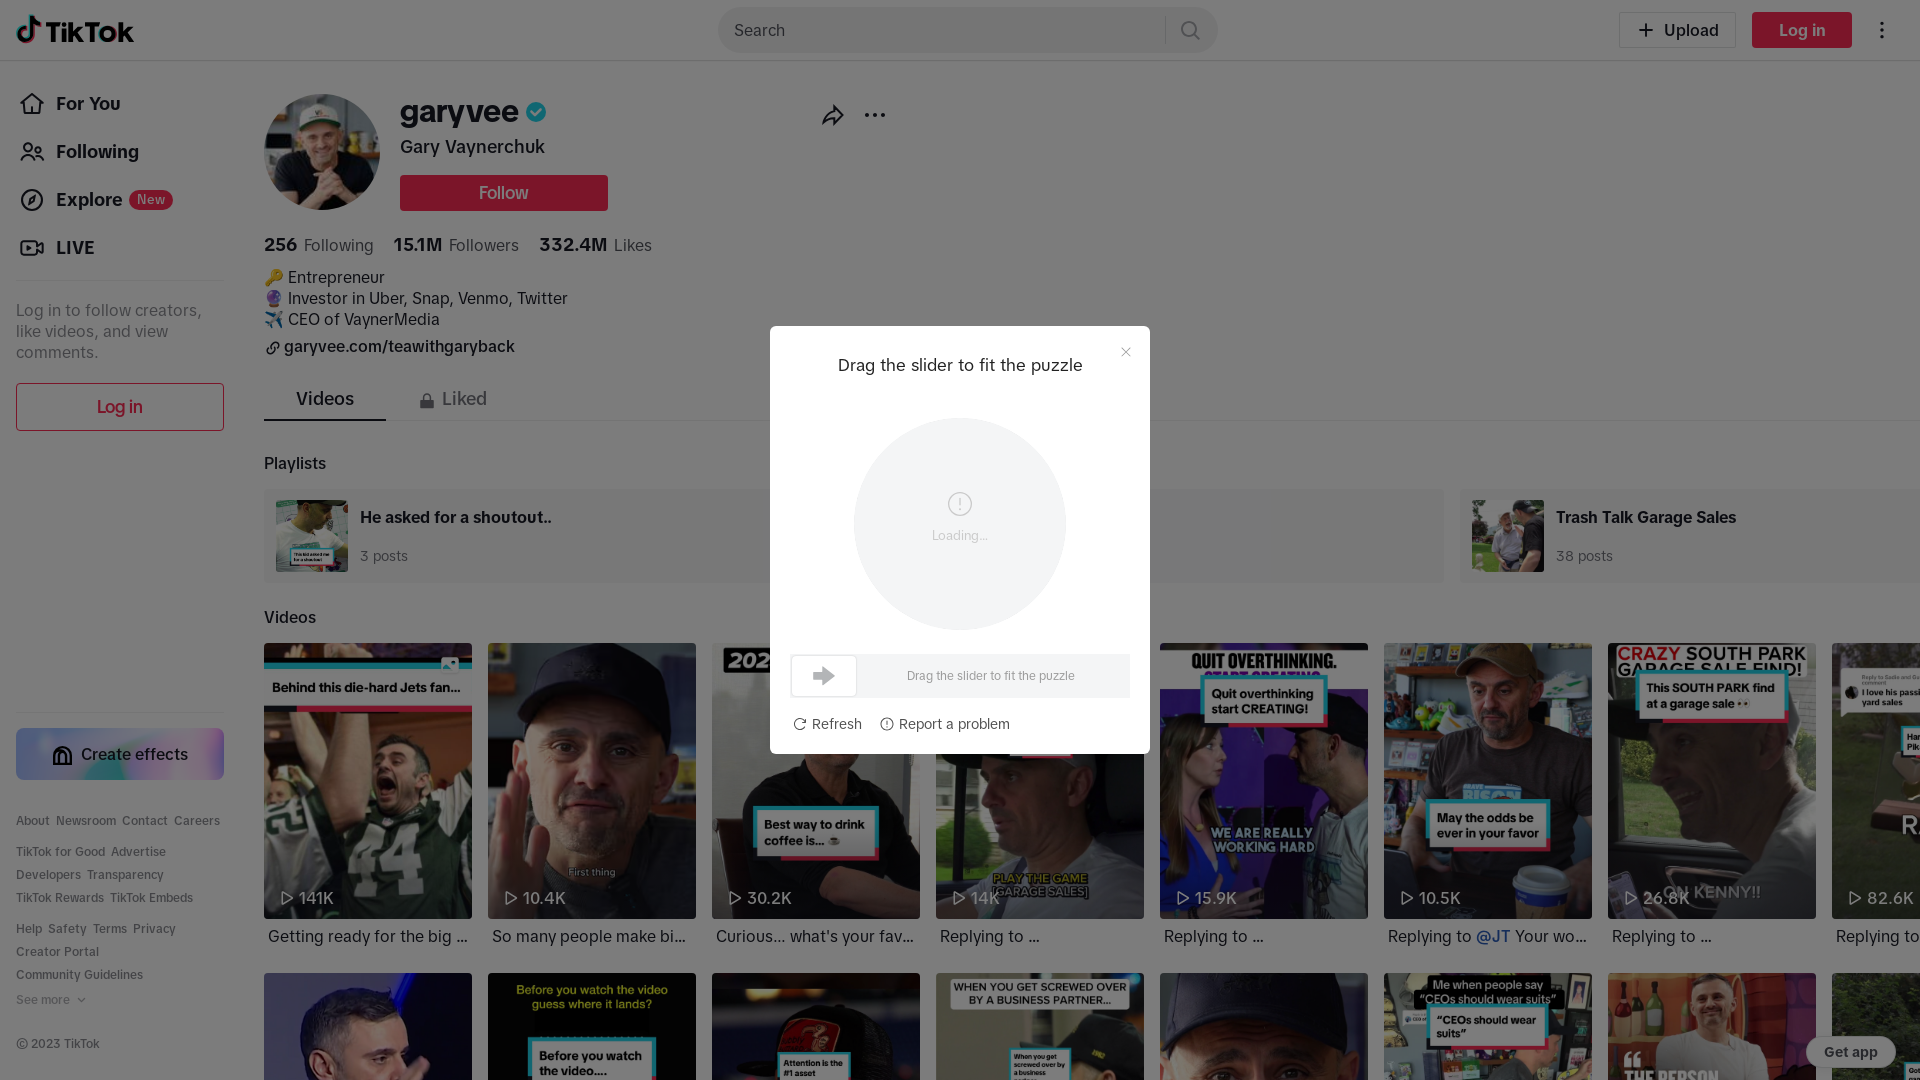 TikTok
Search
Upload
Log in
For You
Following
Explore New
LIVE
Log in to follow creators,
like videos, and view
comments.
Log in
Create effects
About Newsroom Contact Careers
TikTok for Good Advertise
Developers Transparency
TikTok Rewards TikTok Embeds
Help Safety Terms Privacy
Creator Portal
Community Guidelines
See more
© 2023 TikTok
garyvee
Gary Vaynerchuk
Follow
256 Following 15.1M Followers 332.4M Likes
🔑 Entrepreneur
🔮 Investor in Uber, Snap, Venmo, Twitter
✈️ CEO of VaynerMedia
garyvee.com/teawithgaryback
Videos
Liked
Playlists
He asked for a shoutout..
3 posts
Trash Talk Garage Sales
38 posts
Drag the slider to fit the puzzle
Loading...
Drag the slider to fit the puzzle
Refresh
Report a problem
Videos
Behind this die-hard Jets fan...
44
141K
Getting ready for the big ...
First thing
10.4K
So many people make bi...
202
Best way to drink
coffee is... ☕
30.2K
Curious... what's your fav...
PLAY THE GAME
[GARAGE SALES]
14K
Replying to ...
QUIT OVERTHINKING.
START CREATING.
Quit overthinking
start CREATING!
WE ARE REALLY
WORKING HARD
15.9K
Replying to ...
May the odds be
ever in your favor
10.5K
Replying to @JT Your wo...
CRAZY SOUTH PARK
GARAGE SALE FIND!
This SOUTH PARK find
at a garage sale 👀
ON KENNY!!
26.8K
Replying to ...
I love his passi
yard sales
82.6K
Replying to
Before you watch the video
guess where it lands?
Before you watch
the video....
Attention is the
#1 asset
WHEN YOU GET SCREWED OVER
BY A BUSINESS PARTNER...
When you get
screwed over by
a business
Me when people say
"CEOs should wear suits"
"CEOs should wear
suits"
THE PERSON
Get app